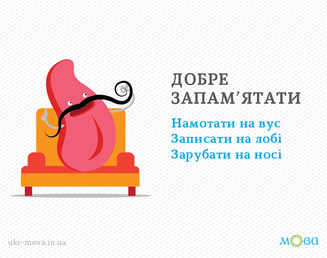 ДОБРЕ
ЗАПАМ’ЯТАТИ
Намотати на вус
Записати на лобі
Зарубати на носі
ukr-mova.in.ua
мова